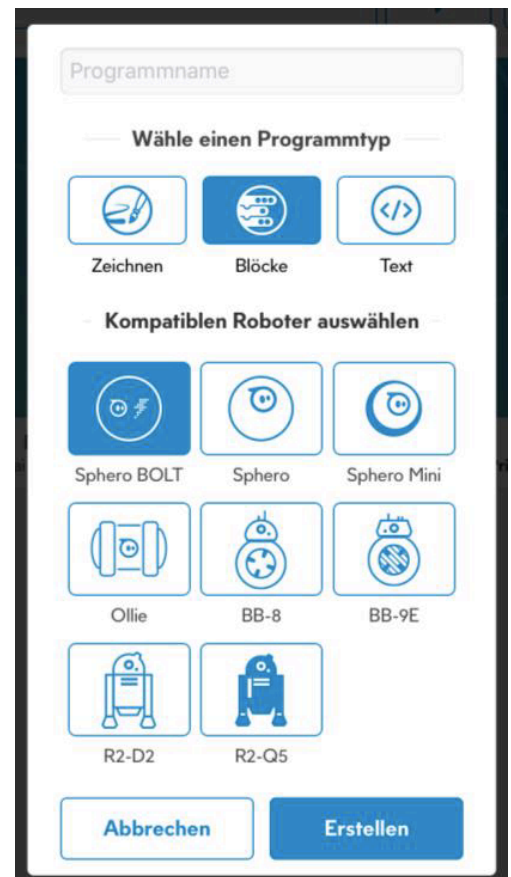 Programmname
Wähle einen Programmtyp
</>
Zeichnen Blöcke Text
Kompatiblen Roboter auswählen
Sphero BOLT Sphero Sphero Mini
Ollie BB-8 BB-9E
R2-D2 R2-Q5
Abbrechen Erstellen